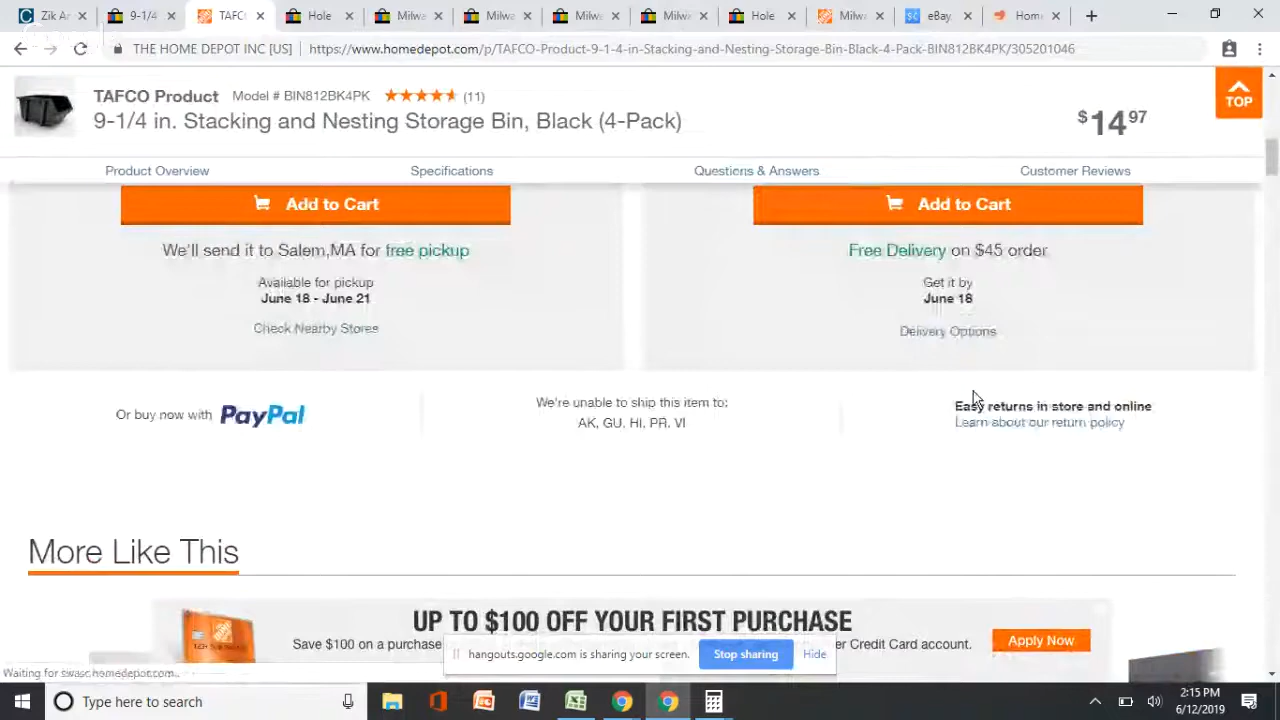 Zik Ar
9-1/4
TAFC
Hole
Milwa
Milwa
Milwa
Milwa
Hole
Milwa
eBay
Hom
THE HOME DEPOT INC [US] https://www.homedepot.com/p/TAFCO-Product-9-1-4-in-Stacking-and-Nesting-Storage-Bin-Black-4-Pack-BIN812BK4PK/305201046
TAFCO Product Model # BIN812BK4PK (11)
9-1/4 in. Stacking and Nesting Storage Bin, Black (4-Pack)
$14 97
TOP
Product Overview Specifications Questions & Answers Customer Reviews
Add to Cart Add to Cart
We'll send it to Salem,MA for free pickup
Free Delivery on $45 order
Available for pickup
June 18 - June 21
Get it by
June 18
Check Nearby Stores
Delivery Options
Or buy now with PayPal
We're unable to ship this item to:
AK, GU, HI, PR, VI
Easy returns in store and online
Learn about our return policy
More Like This
UP TO $100 OFF YOUR FIRST PURCHASE
Save $100 on a purchase
er Credit Card account.
Apply Now
hangouts.google.com is sharing your screen. Stop sharing Hide
Type here to search
2:15 PM
6/12/2019